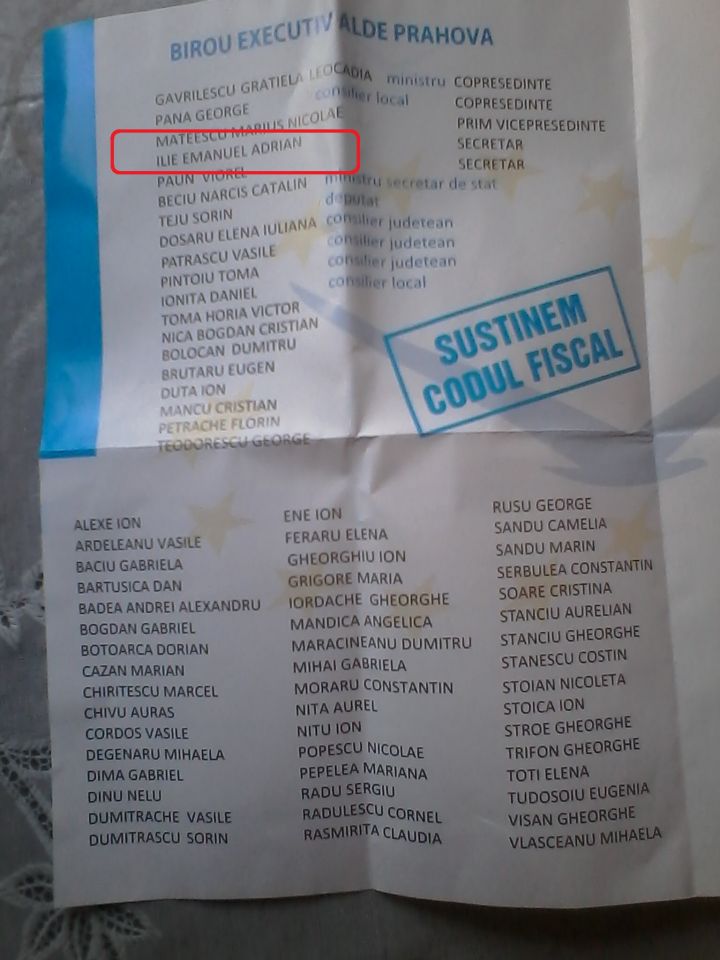 BIROU EXECUTIV ALDE PRAHOVA
GAVRILESCU GRATIELA LEOCADIA ministru COPRESEDINTE
PANA GEORGE consilier local COPRESEDINTE
MATEESCU MARIUS NICOLAE PRIM VICEPRESEDINTE
ILIE EMANUEL ADRIAN SECRETAR
PAUN VIOREL SECRETAR
BECIU NARCIS CATALIN ministru secretar de stat
TEJU SORIN deputat
DOSARU ELENA IULIANA consilier judetean
PATRASCU VASILE consilier judetean
PINTOIU TOMA consilier judetean
IONITA DANIEL consilier local
TOMA HORIA VICTOR
NICA BOGDAN CRISTIAN
BOLOCAN DUMITRU
BRUTARU EUGEN
DUTA ION
MANCU CRISTIAN
PETRACHE FLORIN
TEODORESCU GEORGE
SUSTINEM
CODUL FISCAL
ALEXE ION
ARDELEANU VASILE
BACIU GABRIELA
BARTUSICA DAN
BADEA ANDREI ALEXANDRU
BOGDAN GABRIEL
BOTOARCA DORIAN
CAZAN MARIAN
CHIRITESCU MARCEL
CHIVU AURAS
CORDOS VASILE
DEGENARU MIHAELA
DIMA GABRIEL
DINU NELU
DUMITRACHE VASILE
DUMITRASCU SORIN
ENE ION
FERARU ELENA
GHEORGHIU ION
GRIGORE MARIA
IORDACHE GHEORGHE
MANDICA ANGELICA
MARACINEANU DUMITRU
MIHAI GABRIELA
MORARU CONSTANTIN
NITA AUREL
NITU ION
POPESCU NICOLAE
PEPELEA MARIANA
RADU SERGIU
RADULESCU CORNEL
RASMIRITA CLAUDIA
RUSU GEORGE
SANDU CAMELIA
SANDU MARIN
SERBULEA CONSTANTIN
SOARE CRISTINA
STANCIU AURELIAN
STANCIU GHEORGHE
STANESCU COSTIN
STOIAN NICOLETA
STOICA ION
STROE GHEORGHE
TRIFON GHEORGHE
TOTI ELENA
TUDOSOIU EUGENIA
VISAN GHEORGHE
VLASCEANU MIHAELA